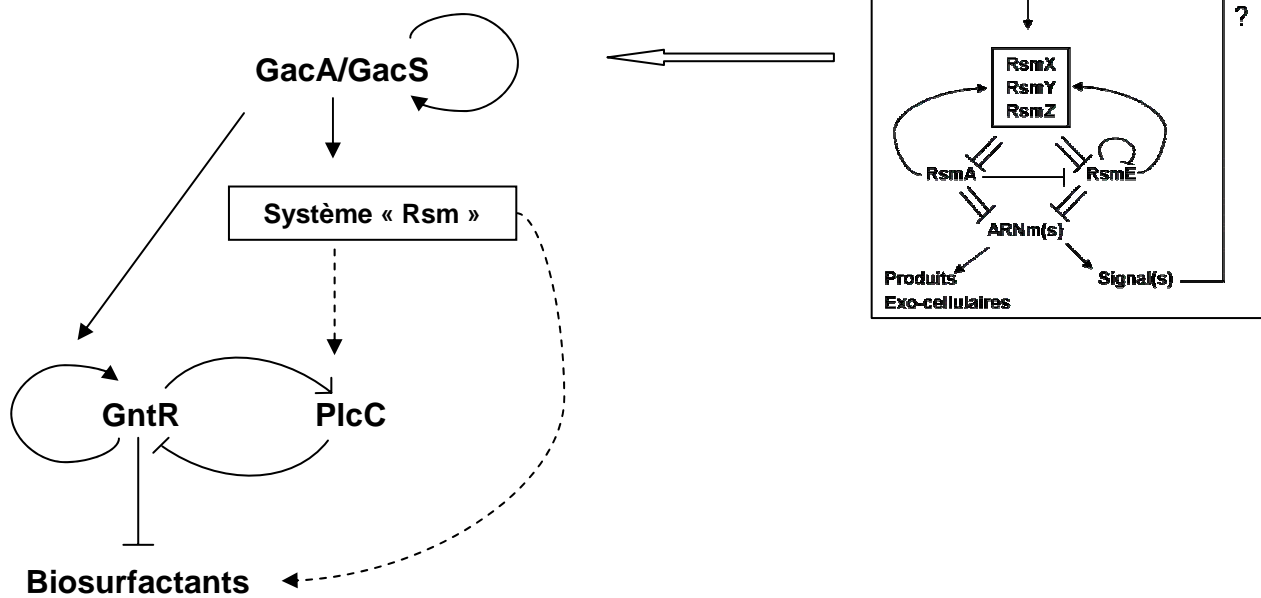 GacA/GacS
Système « Rsm »
GntR
PlcC
Biosurfactants
?
RsmX
RsmY
RsmZ
RsmA
RsmE
ARNm(s)
Produits
Exo-cellulaires
Signal(s)